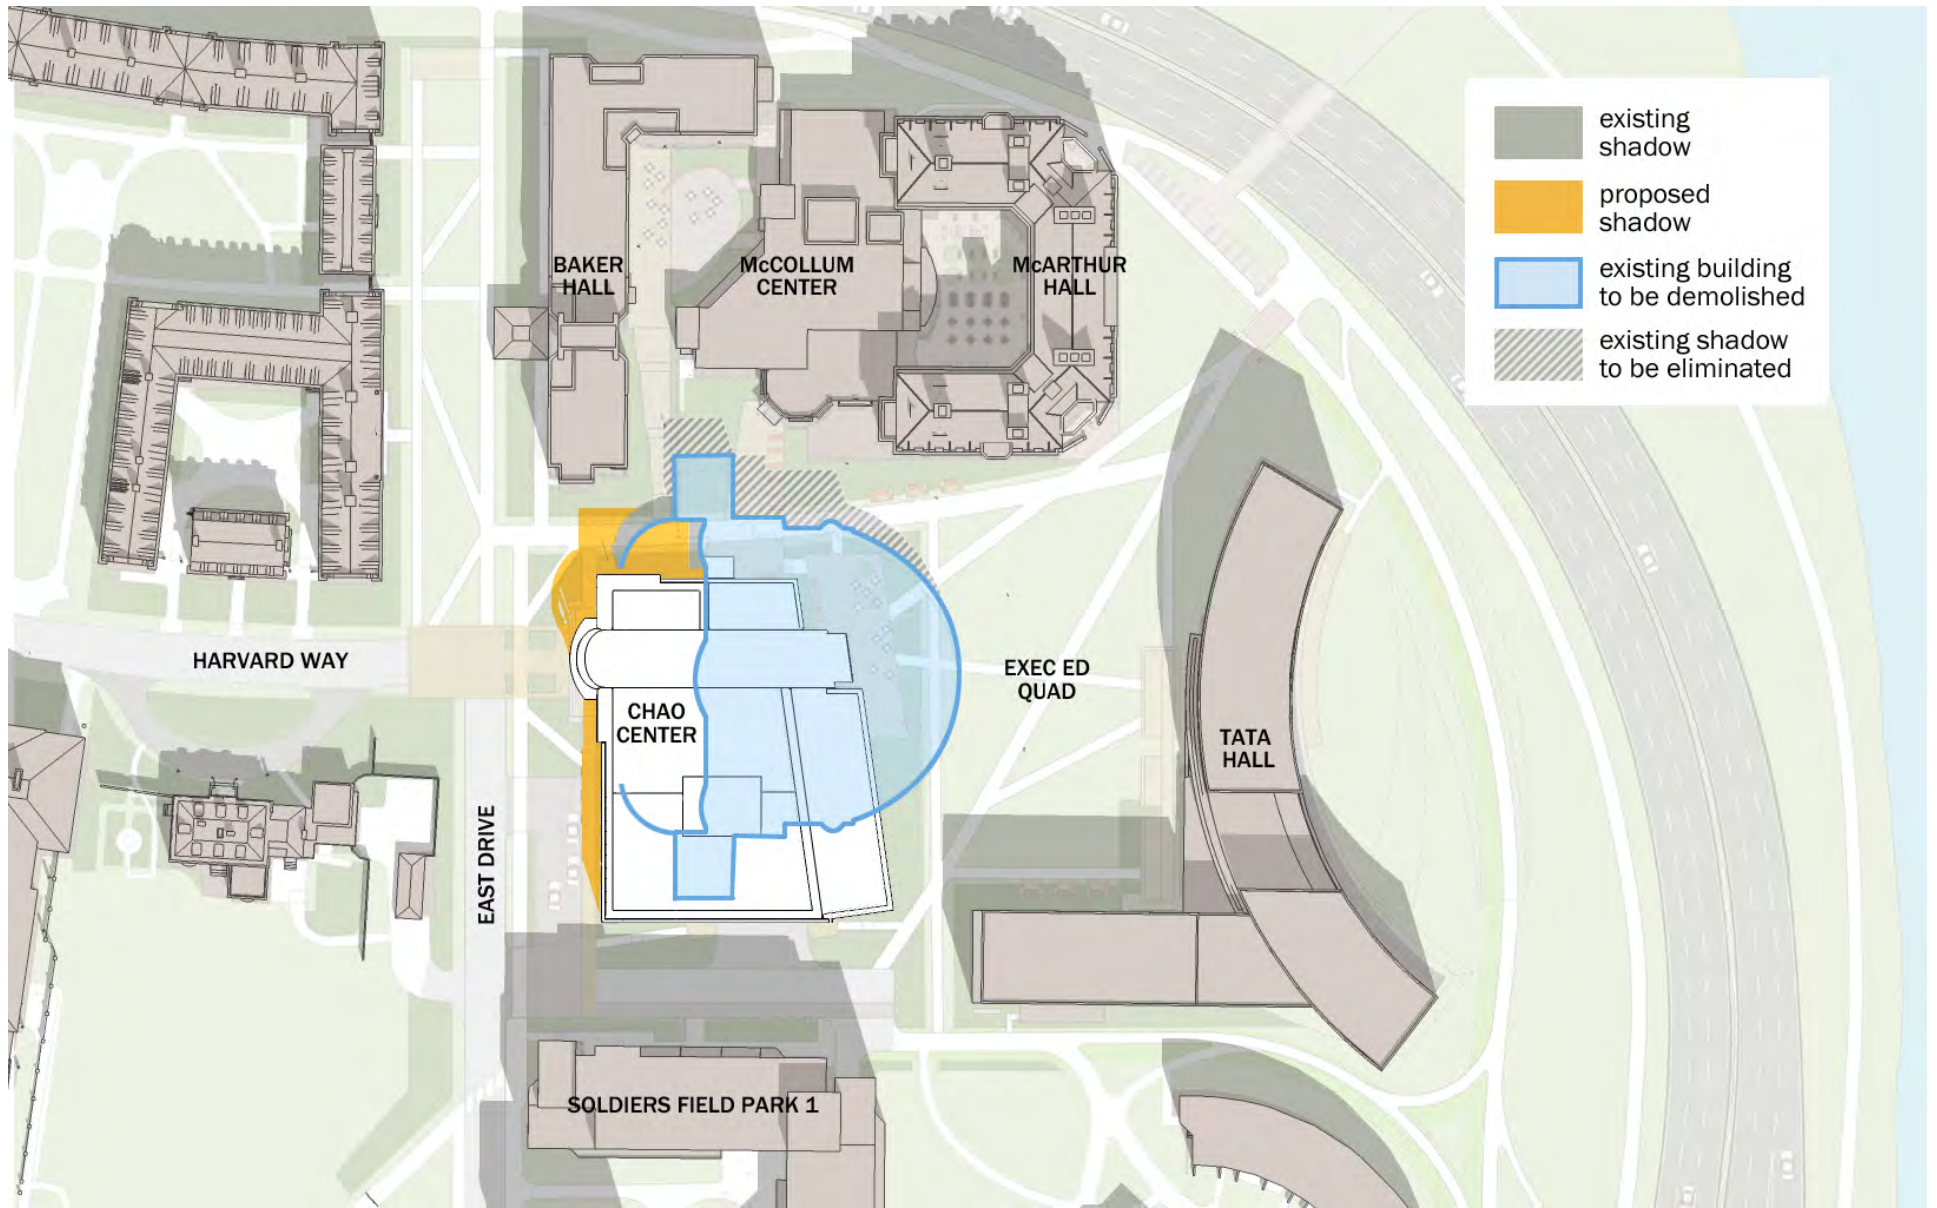 existing
shadow
proposed
shadow
existing building
to be demolished
existing shadow
to be eliminated
BAKER
HALL
McCOLLUM
CENTER
McARTHUR
HALL
HARVARD WAY
EXEC ED
QUAD
CHAO
CENTER
TATA
HALL
EAST DRIVE
SOLDIERS FIELD PARK 1